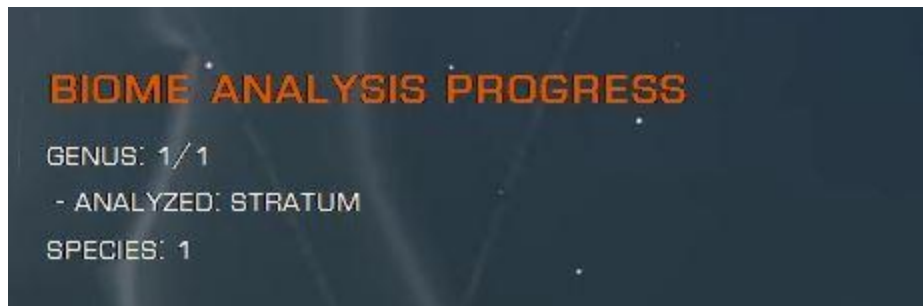 BIOME ANALYSIS PROGRESS
GENUS: 1/1
- ANALYZED: STRATUM
SPECIES: 1